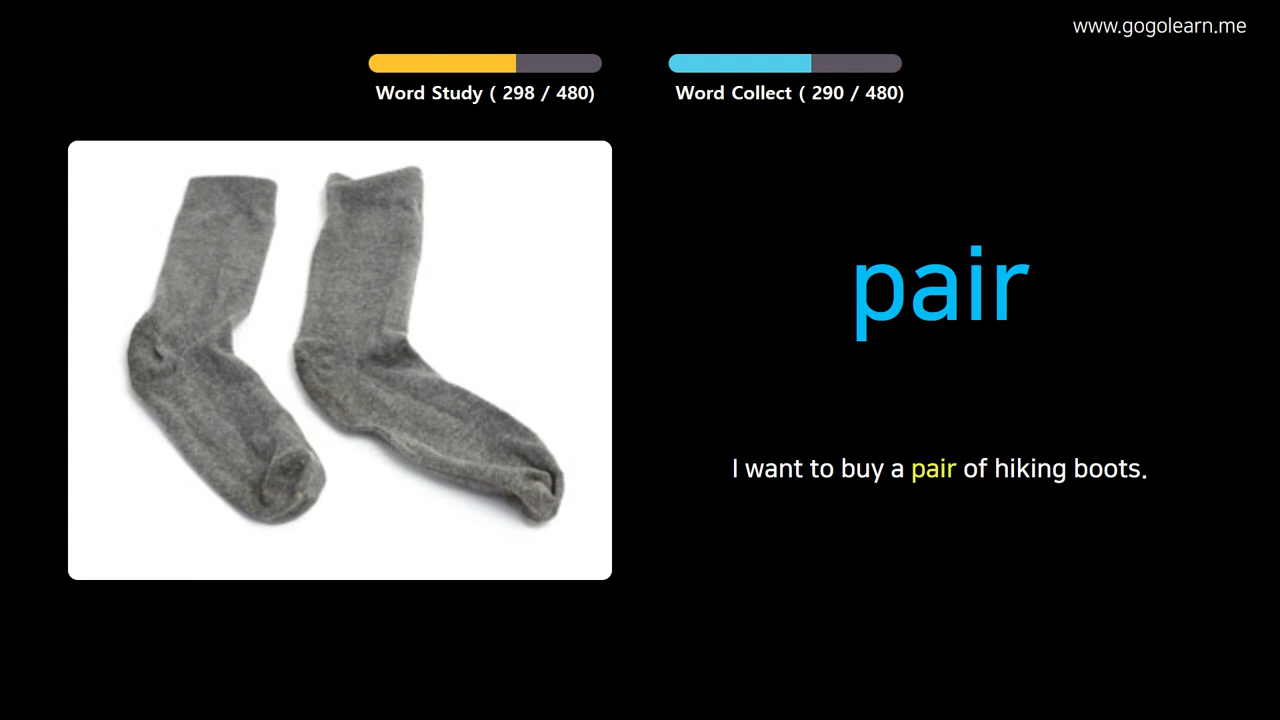 www.gogolearn.me
Word Study ( 298 / 480)
Word Collect ( 290 / 480)
pair
I want to buy a pair of hiking boots.